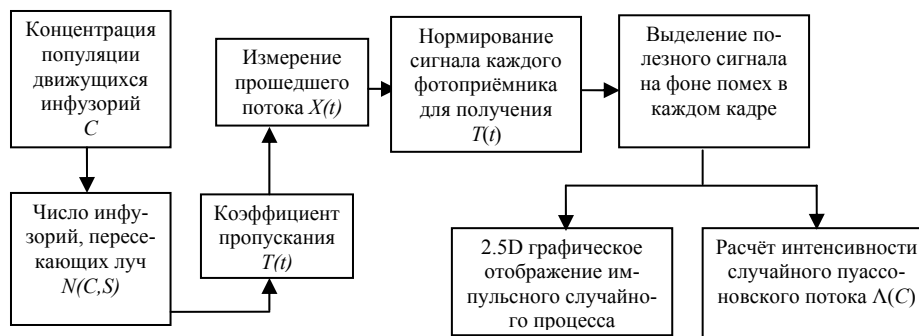 Концентрация
популяции
движущихся
инфузорий
C
Число инфу-
зорий, пересе-
кающих луч
N(C,S)
Коэффициент
пропускания
T(t)
Измерение
прошедшего
потока X(t)
Нормирование
сигнала каждого
фотоприёмника
для получения
T(t)
Выделение по-
лезного сигнала
на фоне помех в
каждом кадре
2.5D графическое
отображение им-
пульсного случайно-
го процесса
Расчёт интенсивности
случайного пуассо-
новского потока Λ(C)